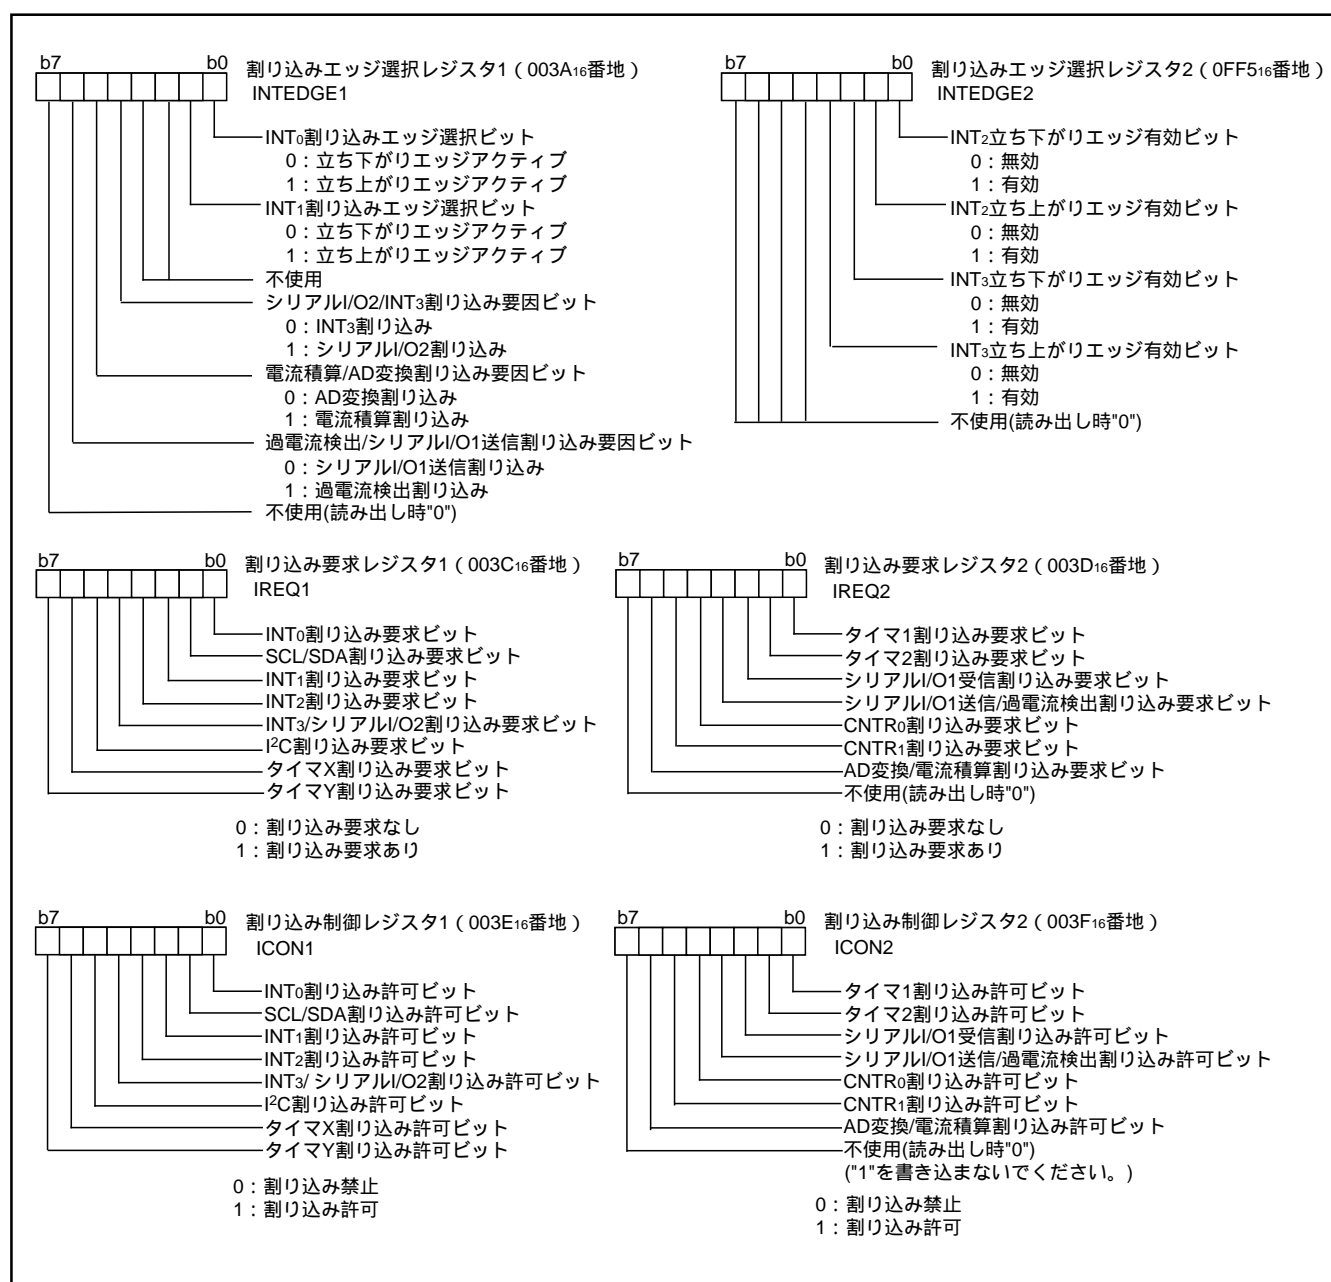 b7 b0 割り込みエッジ選択レジスタ1（003A16番地）
INTEDGE1
INT0割り込みエッジ選択ビット
0：立ち下がりエッジアクティブ
1：立ち上がりエッジアクティブ
INT1割り込みエッジ選択ビット
0：立ち下がりエッジアクティブ
1：立ち上がりエッジアクティブ
不使用
シリアルI/O2/INT3割り込み要因ビット
0：INT3割り込み
1：シリアルI/O2割り込み
電流積算/AD変換割り込み要因ビット
0：AD変換割り込み
1：電流積算割り込み
過電流検出/シリアルI/O1送信割り込み要因ビット
0：シリアルI/O1送信割り込み
1：過電流検出割り込み
不使用(読み出し時"0")
b7 b0 割り込みエッジ選択レジスタ2（0FF516番地）
INTEDGE2
INT2立ち下がりエッジ有効ビット
0：無効
1：有効
INT2立ち上がりエッジ有効ビット
0：無効
1：有効
INT3立ち下がりエッジ有効ビット
0：無効
1：有効
INT3立ち上がりエッジ有効ビット
0：無効
1：有効
不使用(読み出し時"0")
b7 b0 割り込み要求レジスタ1（003C16番地）
IREQ1
INT0割り込み要求ビット
SCL/SDA割り込み要求ビット
INT1割り込み要求ビット
INT2割り込み要求ビット
INT3/シリアルI/O2割り込み要求ビット
I2C割り込み要求ビット
タイマX割り込み要求ビット
タイマY割り込み要求ビット
0：割り込み要求なし
1：割り込み要求あり
b7 b0 割り込み要求レジスタ2（003D16番地）
IREQ2
タイマ1割り込み要求ビット
タイマ2割り込み要求ビット
シリアルI/O1受信割り込み要求ビット
シリアルI/O1送信/過電流検出割り込み要求ビット
CNTR0割り込み要求ビット
CNTR1割り込み要求ビット
AD変換/電流積算割り込み要求ビット
不使用(読み出し時"0")
0：割り込み要求なし
1：割り込み要求あり
b7 b0 割り込み制御レジスタ1（003E16番地）
ICON1
INT0割り込み許可ビット
SCL/SDA割り込み許可ビット
INT1割り込み許可ビット
INT2割り込み許可ビット
INT3/ シリアルI/O2割り込み許可ビット
I2C割り込み許可ビット
タイマX割り込み許可ビット
タイマY割り込み許可ビット
0：割り込み禁止
1：割り込み許可
b7 b0 割り込み制御レジスタ2（003F16番地）
ICON2
タイマ1割り込み許可ビット
タイマ2割り込み許可ビット
シリアルI/O1受信割り込み許可ビット
シリアルI/O1送信/過電流検出割り込み許可ビット
CNTR0割り込み許可ビット
CNTR1割り込み許可ビット
AD変換/電流積算割り込み許可ビット
不使用(読み出し時"0")
("1"を書き込まないでください。)
0：割り込み禁止
1：割り込み許可